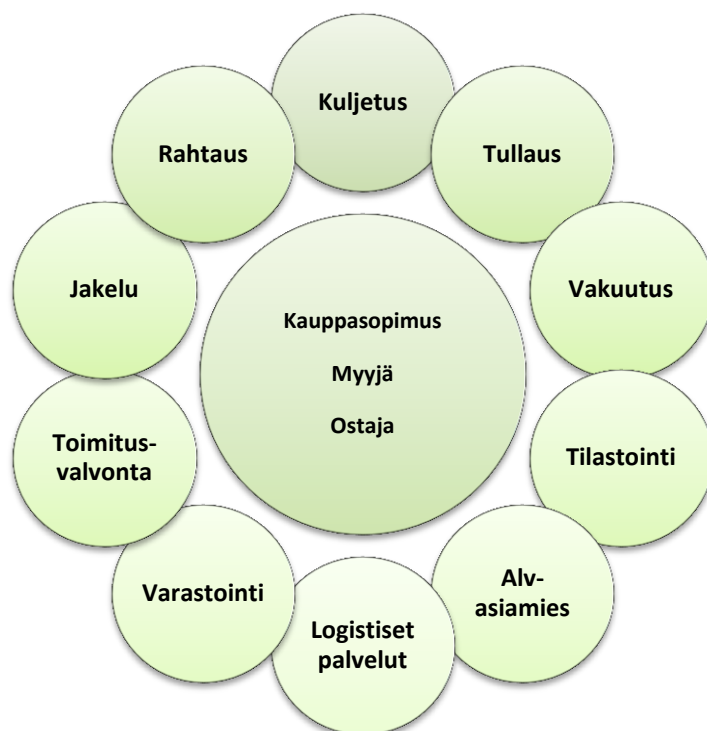 Kuljetus
Tullaus
Vakuutus
Tilastointi
Alv-
asiamies
Logistiset
palvelut
Varastointi
Toimitus-
valvonta
Jakelu
Rahtaus
Kauppasopimus
Myyjä
Ostaja